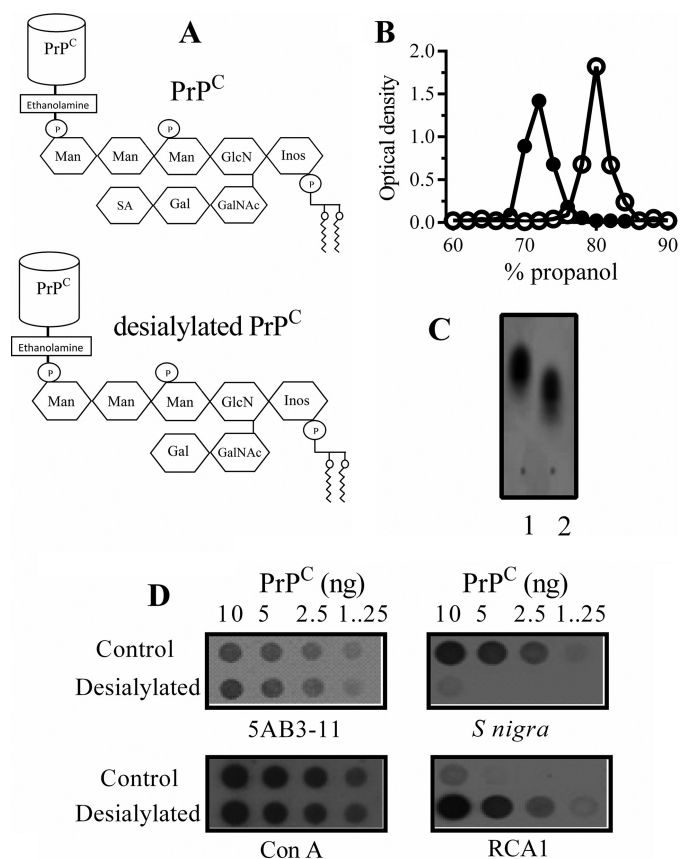 A
PrP^C
PrP^C
Ethanolamine
P
P
Man Man Man GlcN Inos
P
SA Gal GalNAc
PrP^C
desialylated PrP^C
Ethanolamine
P
P
Man Man Man GlcN Inos
P
Gal GalNAc
B
Optical density
2.0
1.5
1.0
0.5
0.0
60 70 80 90
% propanol
C
1 2
D
PrP^C (ng)
10 5 2.5 1..25
Control
Desialylated
5AB3-11
PrP^C (ng)
10 5 2.5 1..25
S nigra
Control
Desialylated
Con A
RCA1